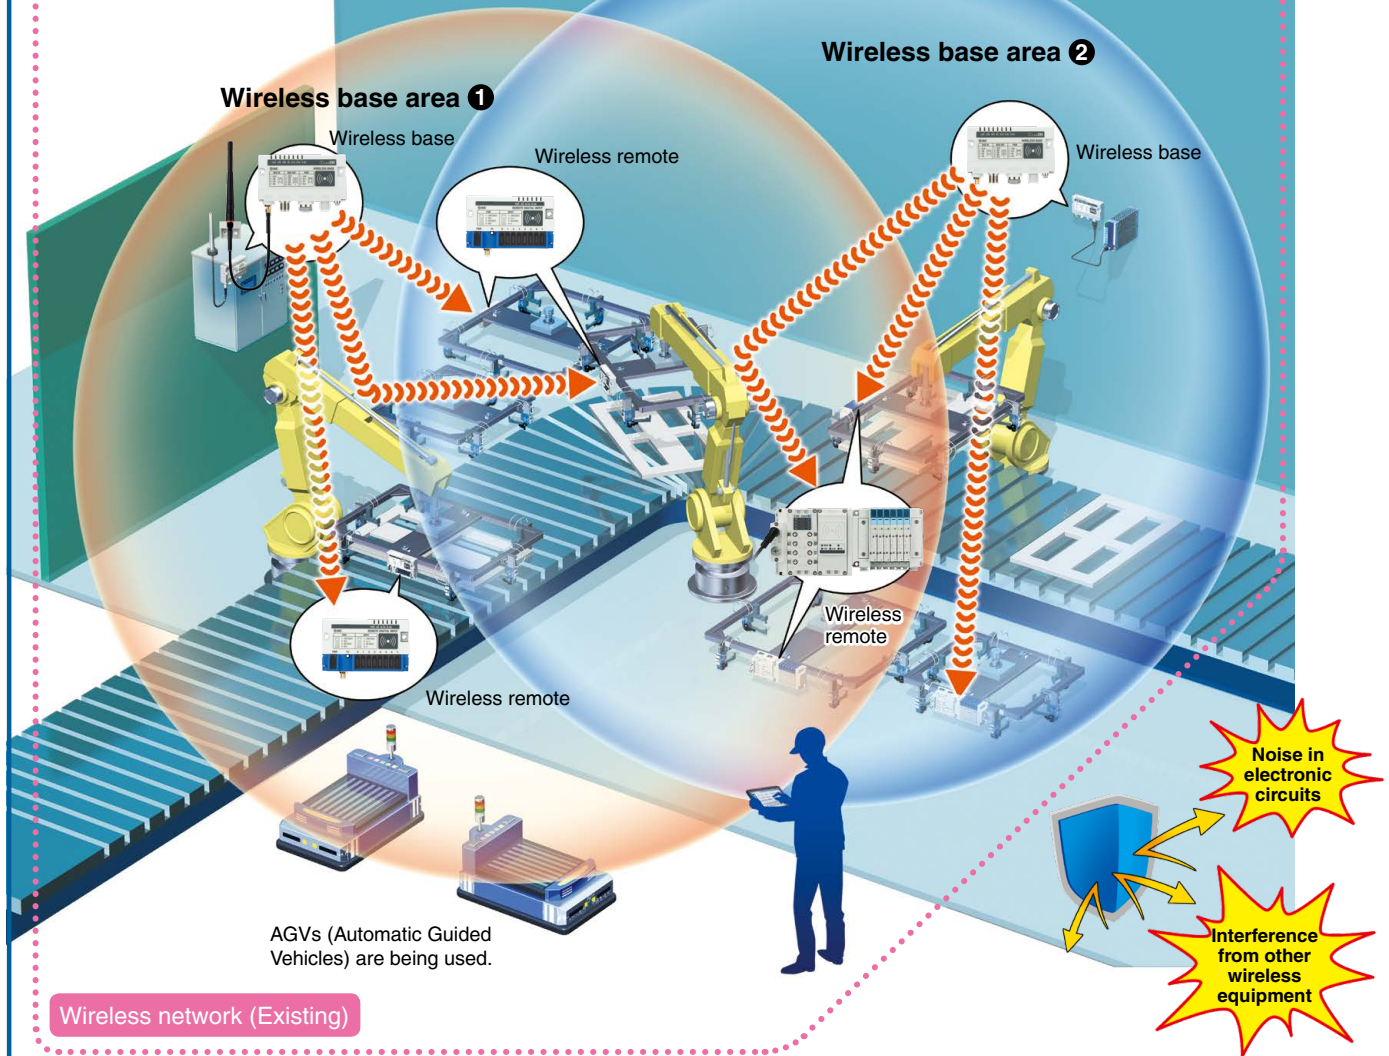 Wireless base area ❷
Wireless base area ❶
Wireless base
Wireless remote
Wireless base
Wireless
remote
Wireless remote
Noise in
electronic
circuits
AGVs (Automatic Guided
Vehicles) are being used.
Interference
from other
wireless
equipment
Wireless network (Existing)